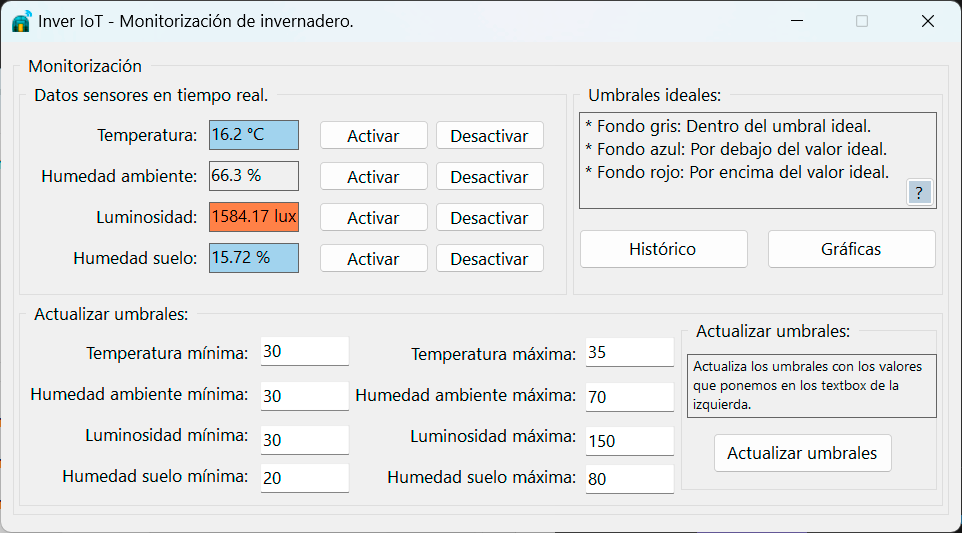 Inver IoT - Monitorización de invernadero.
Monitorización
Datos sensores en tiempo real.
Temperatura: 16.2 °C Activar Desactivar
Humedad ambiente: 66.3 % Activar Desactivar
Luminosidad: 1584.17 lux Activar Desactivar
Humedad suelo: 15.72 % Activar Desactivar
Umbrales ideales:
* Fondo gris: Dentro del umbral ideal.
* Fondo azul: Por debajo del valor ideal.
* Fondo rojo: Por encima del valor ideal.
?
Histórico Gráficas
Actualizar umbrales:
Temperatura mínima: 30 Temperatura máxima: 35
Humedad ambiente mínima: 30 Humedad ambiente máxima: 70
Luminosidad mínima: 30 Luminosidad máxima: 150
Humedad suelo mínima: 20 Humedad suelo máxima: 80
Actualizar umbrales:
Actualiza los umbrales con los valores
que ponemos en los textbox de la
izquierda.
Actualizar umbrales